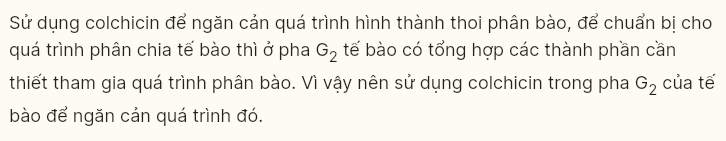 Sử dụng colchicin để ngăn cản quá trình hình thành thoi phân bào, để chuẩn bị cho
quá trình phân chia tế bào thì ở pha G₂ tế bào có tổng hợp các thành phần cần
thiết tham gia quá trình phân bào. Vì vậy nên sử dụng colchicin trong pha G₂ của tế
bào để ngăn cản quá trình đó.